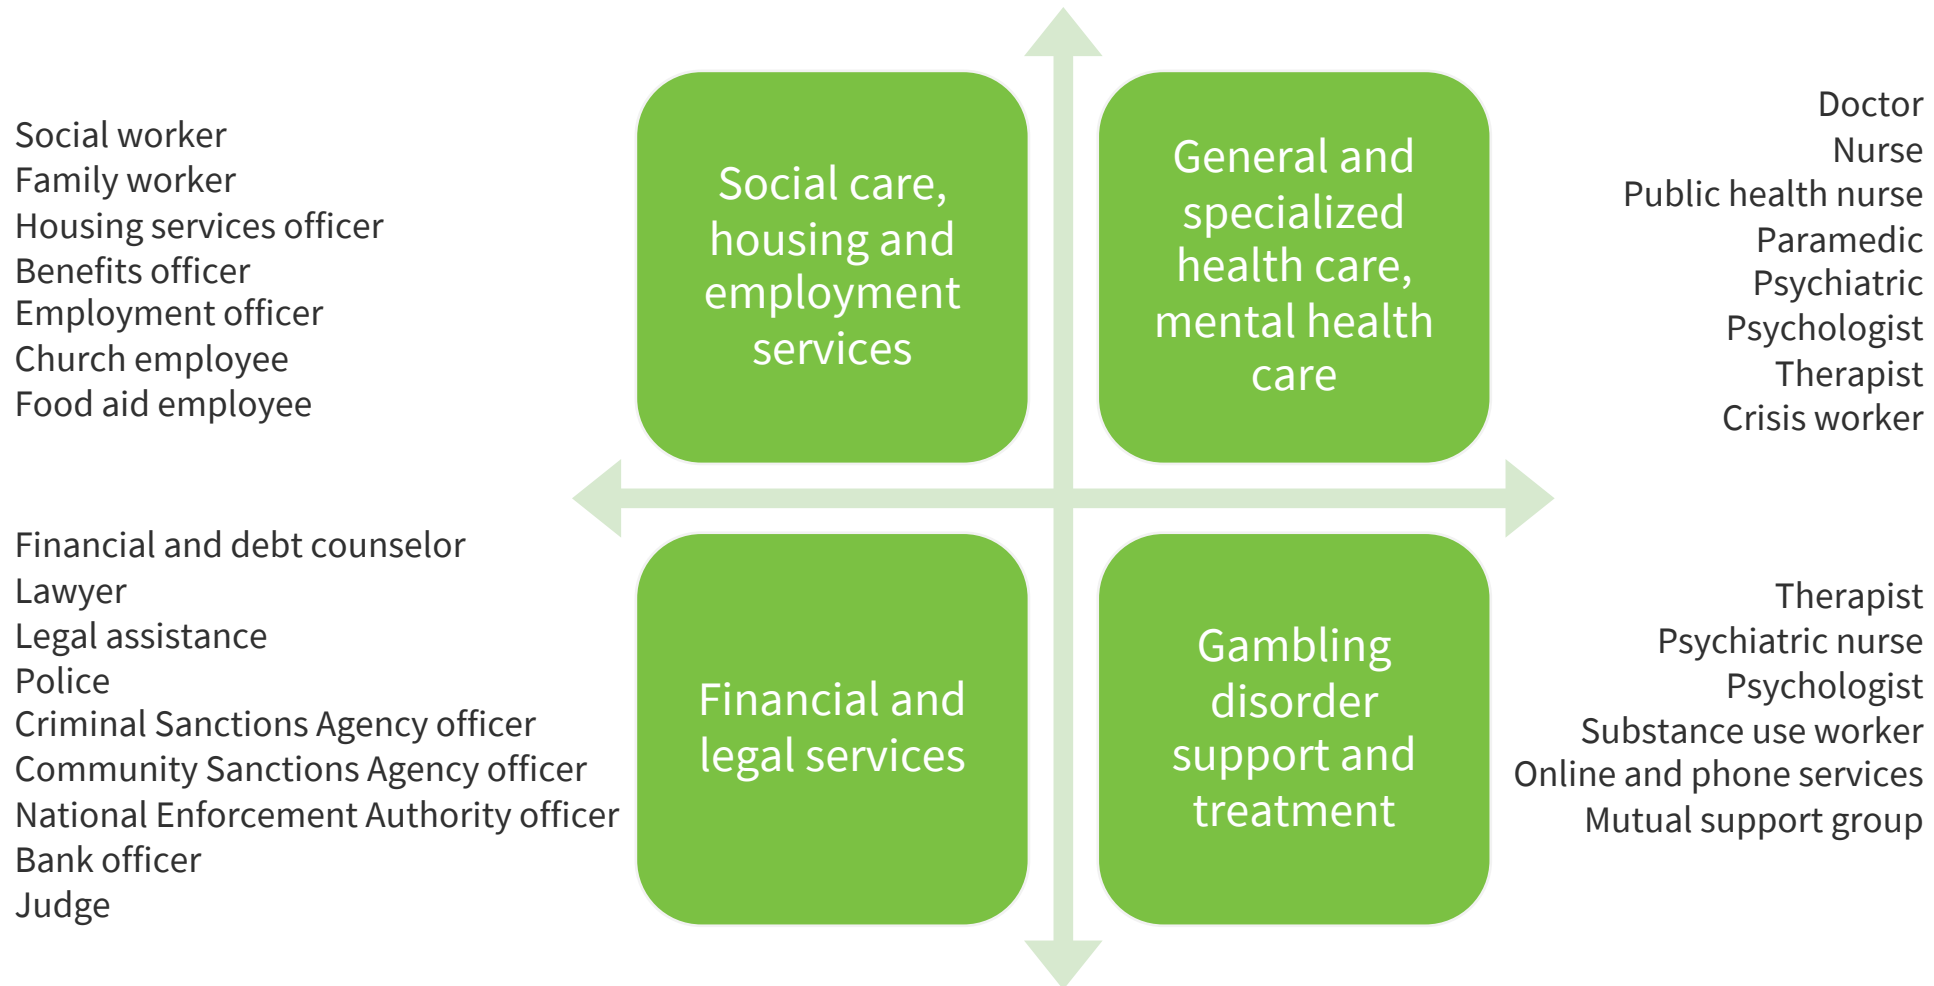 Social worker
Family worker
Housing services officer
Benefits officer
Employment officer
Church employee
Food aid employee
Social care,
housing and
employment
services
General and
specialized
health care,
mental health
care
Doctor
Nurse
Public health nurse
Paramedic
Psychiatric
Psychologist
Therapist
Crisis worker
Financial and debt counselor
Lawyer
Legal assistance
Police
Criminal Sanctions Agency officer
Community Sanctions Agency officer
National Enforcement Authority officer
Bank officer
Judge
Financial and
legal services
Gambling
disorder
support and
treatment
Therapist
Psychiatric nurse
Psychologist
Substance use worker
Online and phone services
Mutual support group